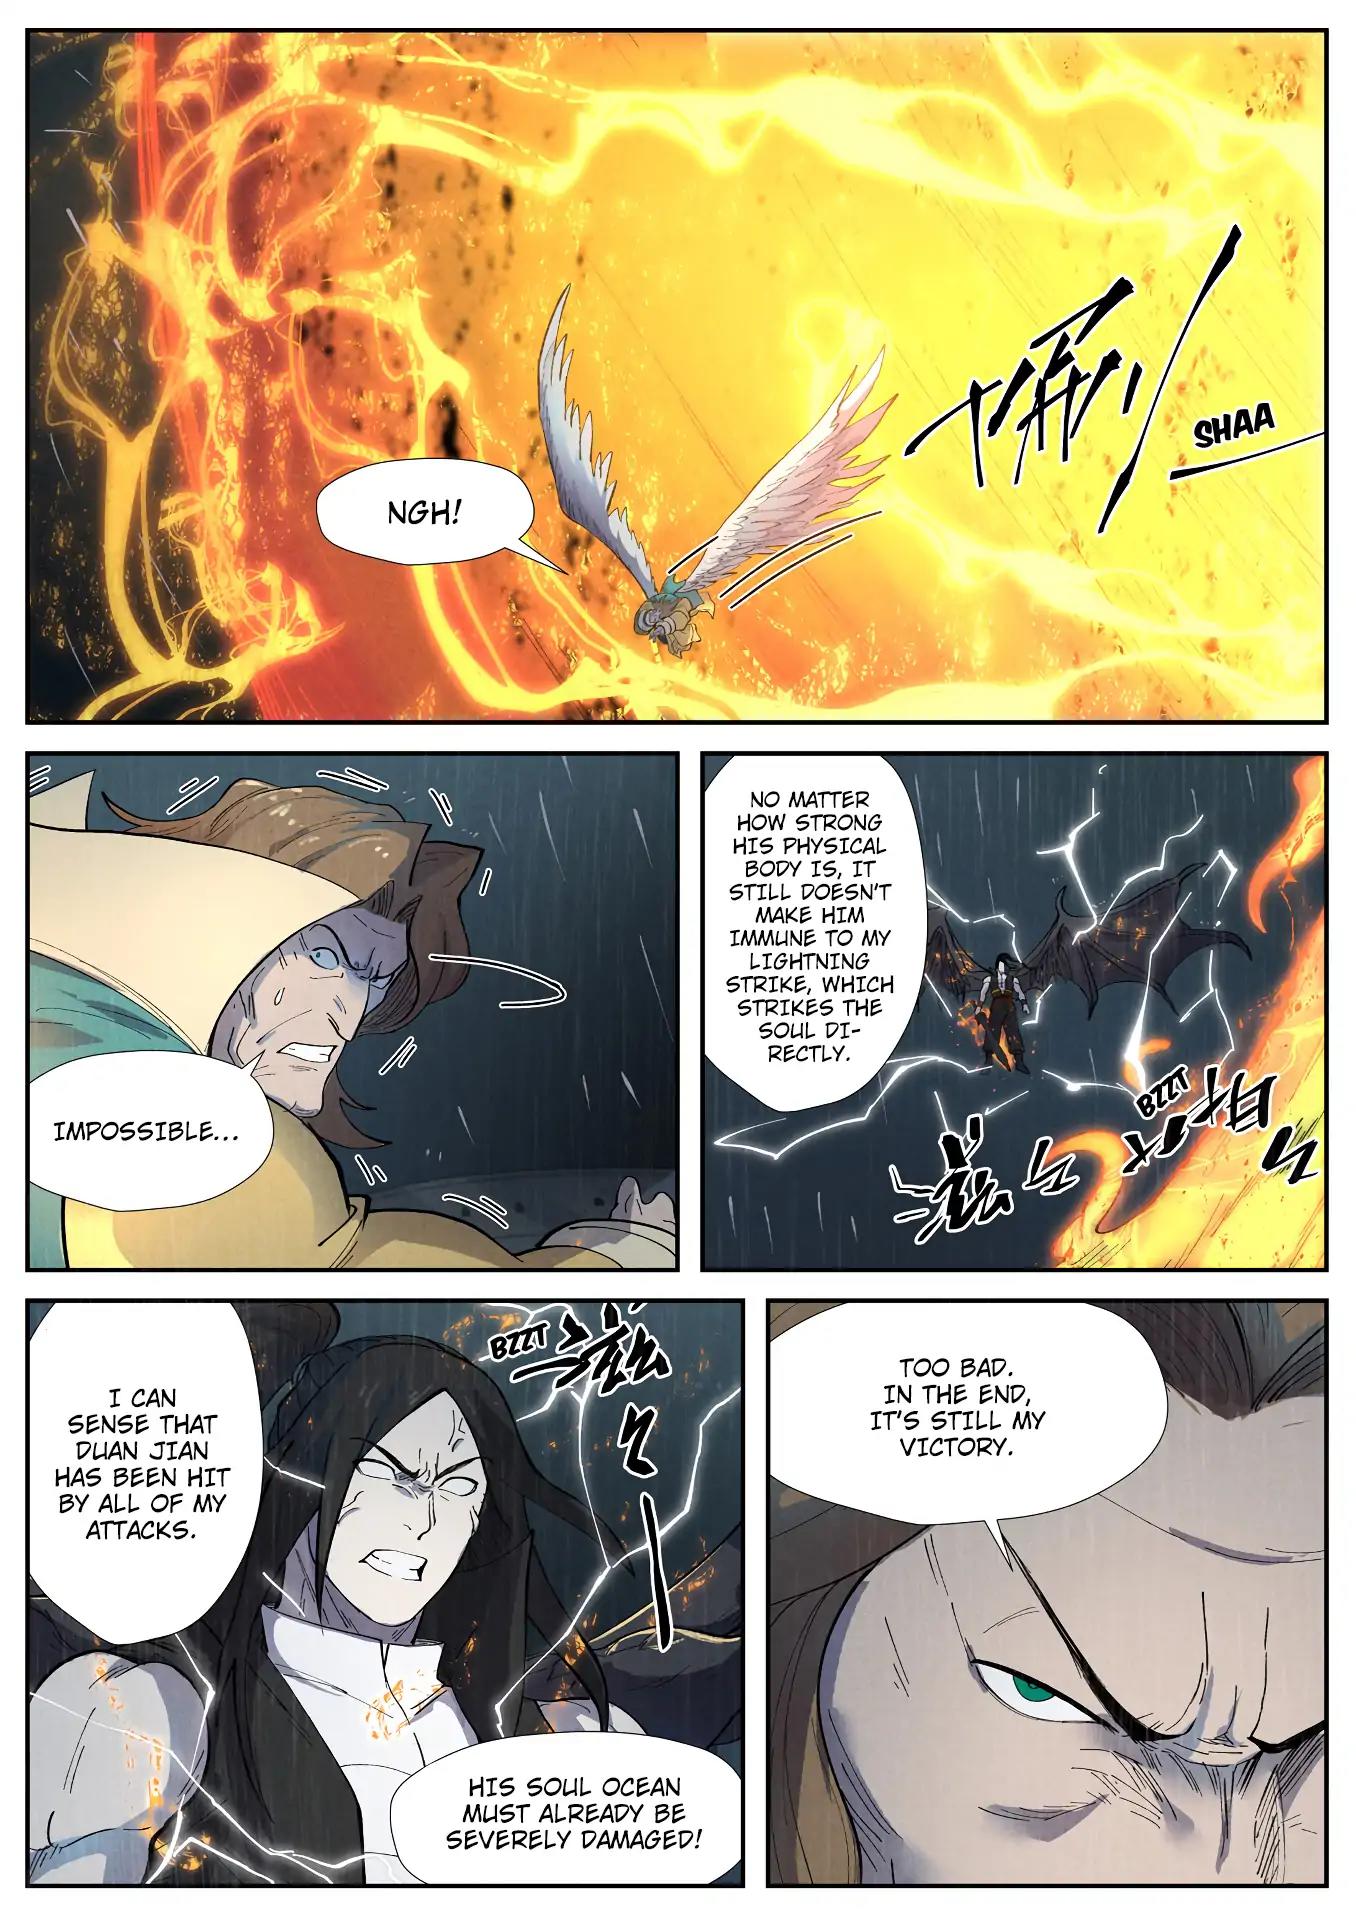 SHAA
NGH!
IMPOSSIBLE...
NO MATTER
HOW STRONG
HIS PHYSICAL
BODY IS, IT
STILL DOESN'T
MAKE HIM
IMMUNE TO MY
LIGHTNING
STRIKE, WHICH
STRIKES THE
SOUL DI-
RECTLY.
BZZT
BZZT
I CAN
SENSE THAT
DUAN JIAN
HAS BEEN HIT
BY ALL OF MY
ATTACKS.
HIS SOUL OCEAN
MUST ALREADY BE
SEVERELY DAMAGED!
TOO BAD.
IN THE END,
IT'S STILL MY
VICTORY.